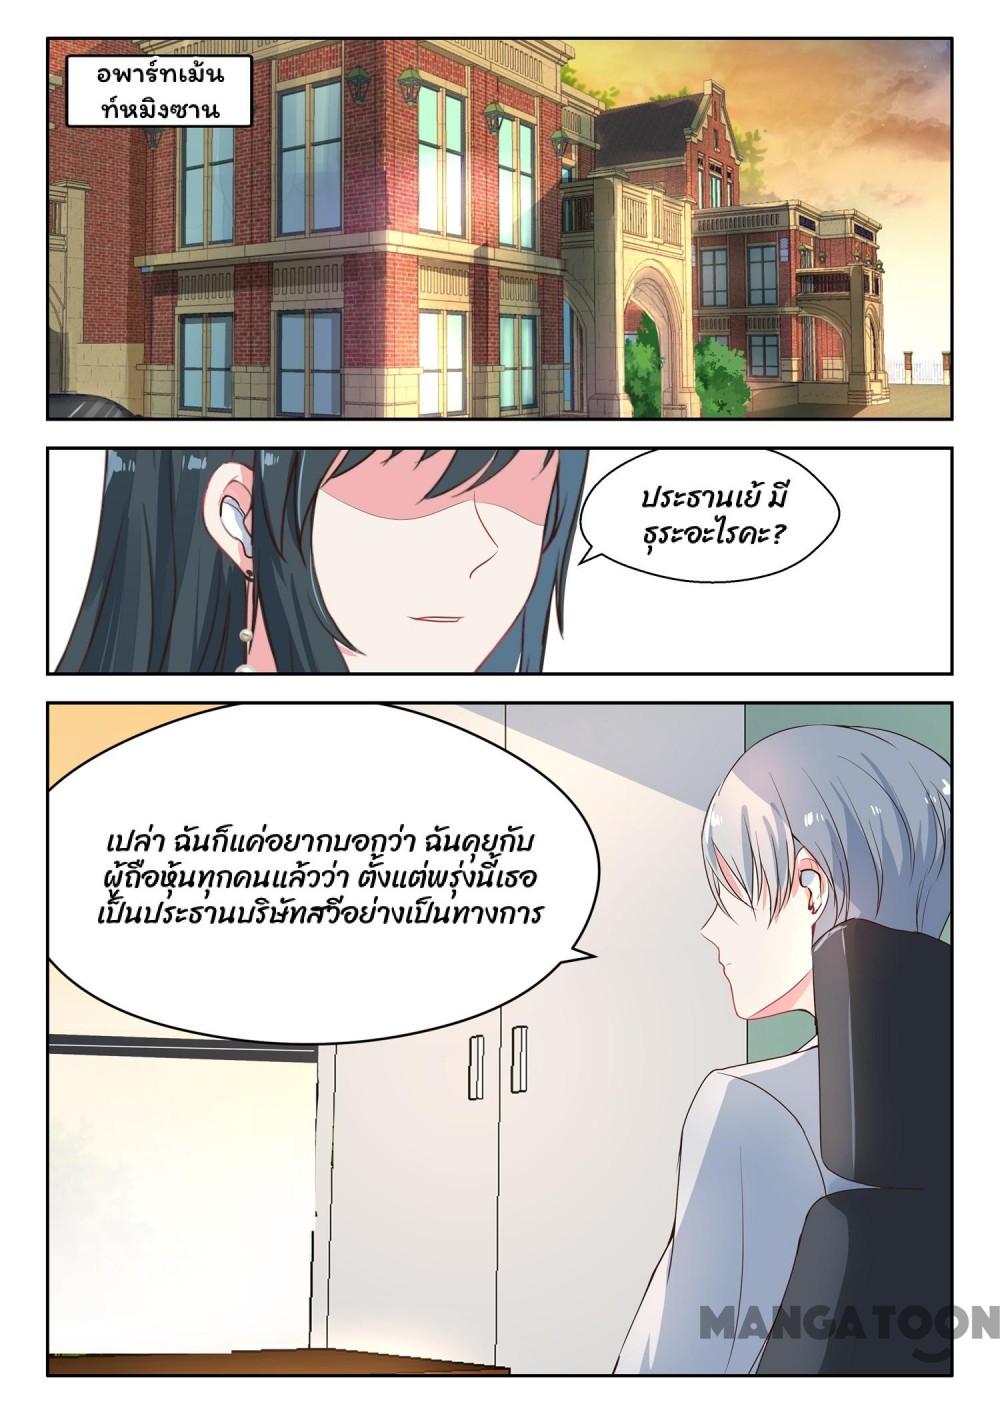 อพาร์ทเม้น
ท์หมิงซาน
ประธานเย้ มี
ธุระอะไรคะ?
เปล่า ฉันก็แค่อยากบอกว่า ฉันคุยกับ
ผู้ถือหุ้นทุกคนแล้วว่า ตั้งแต่พรุ่งนี้เธอ
เป็นประธานบริษัทสวีอย่างเป็นทางการ
MANGATOON